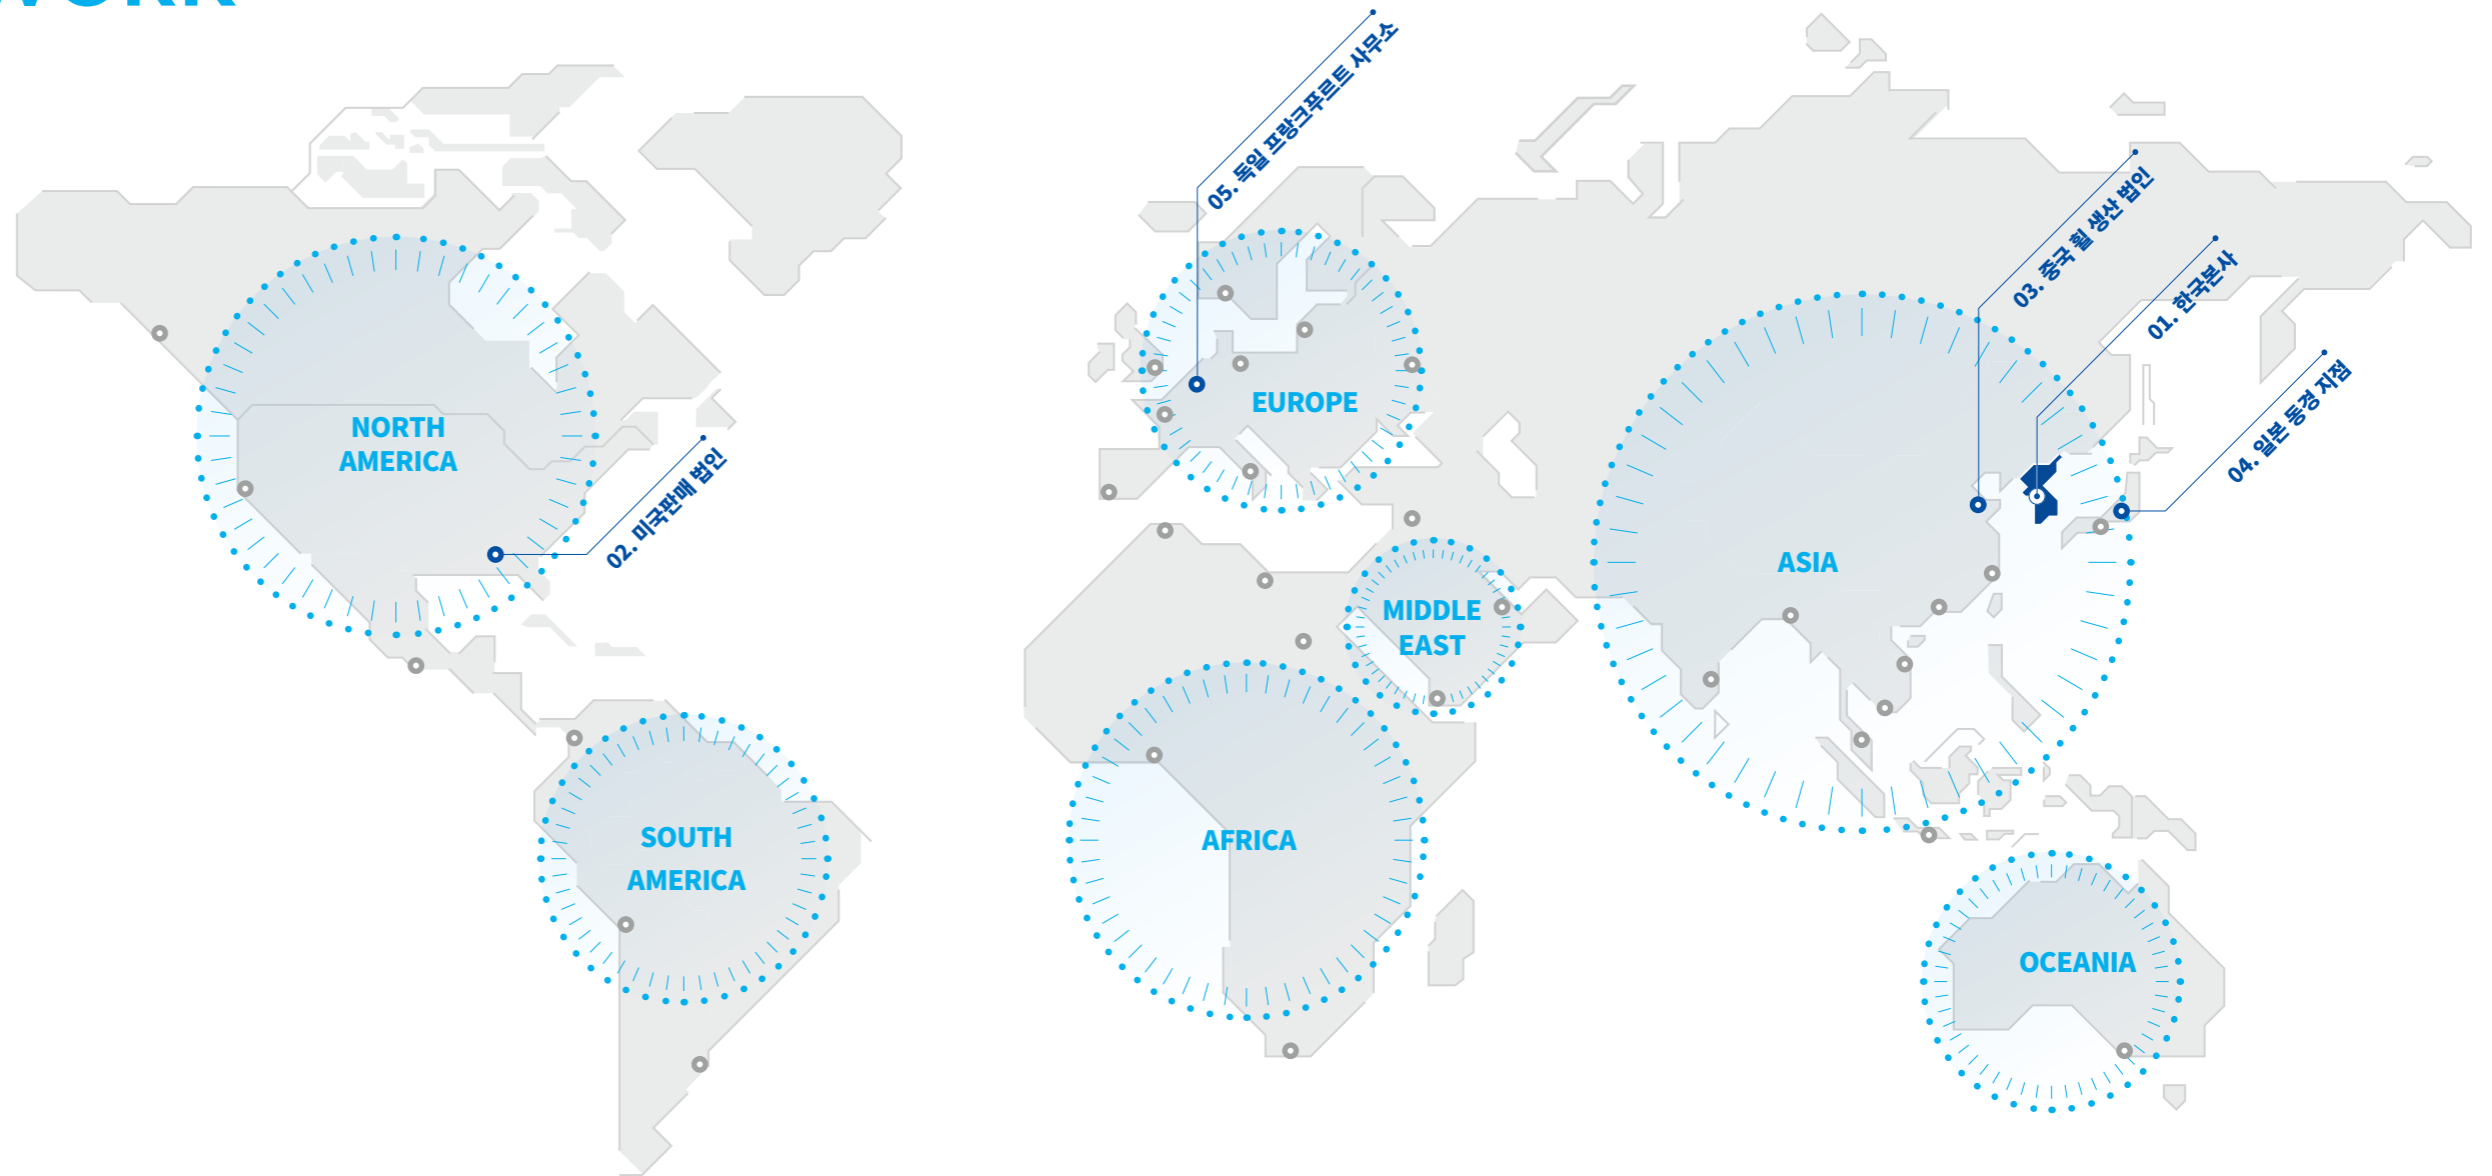 05. 독일 프랑크푸르트 사무소
03. 중국 휠 생산 법인
01. 한국본사
04. 일본 동경 지점
02. 미국판매 법인
NORTH
AMERICA
EUROPE
ASIA
MIDDLE
EAST
SOUTH
AMERICA
AFRICA
OCEANIA